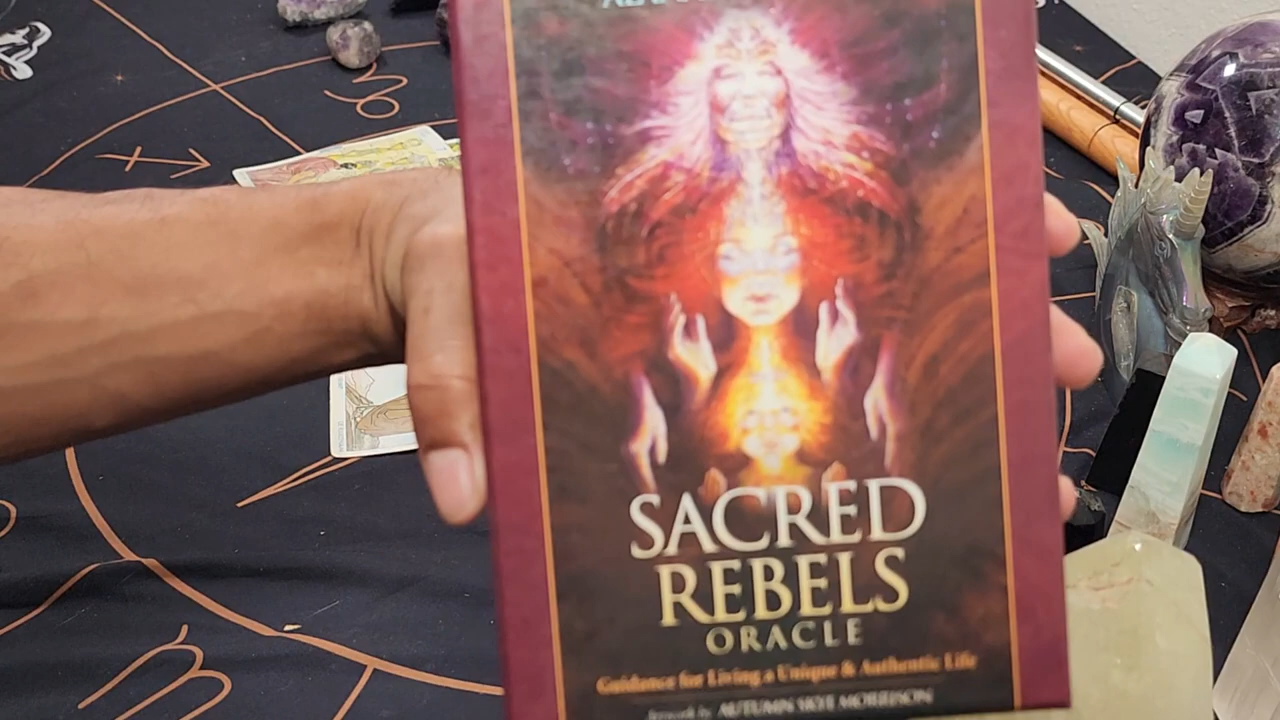 SACRED
REBELS
ORACLE
Guidance for Living a Unique & Authentic Life
Artwork by AUTUMN SKYE MORRISON